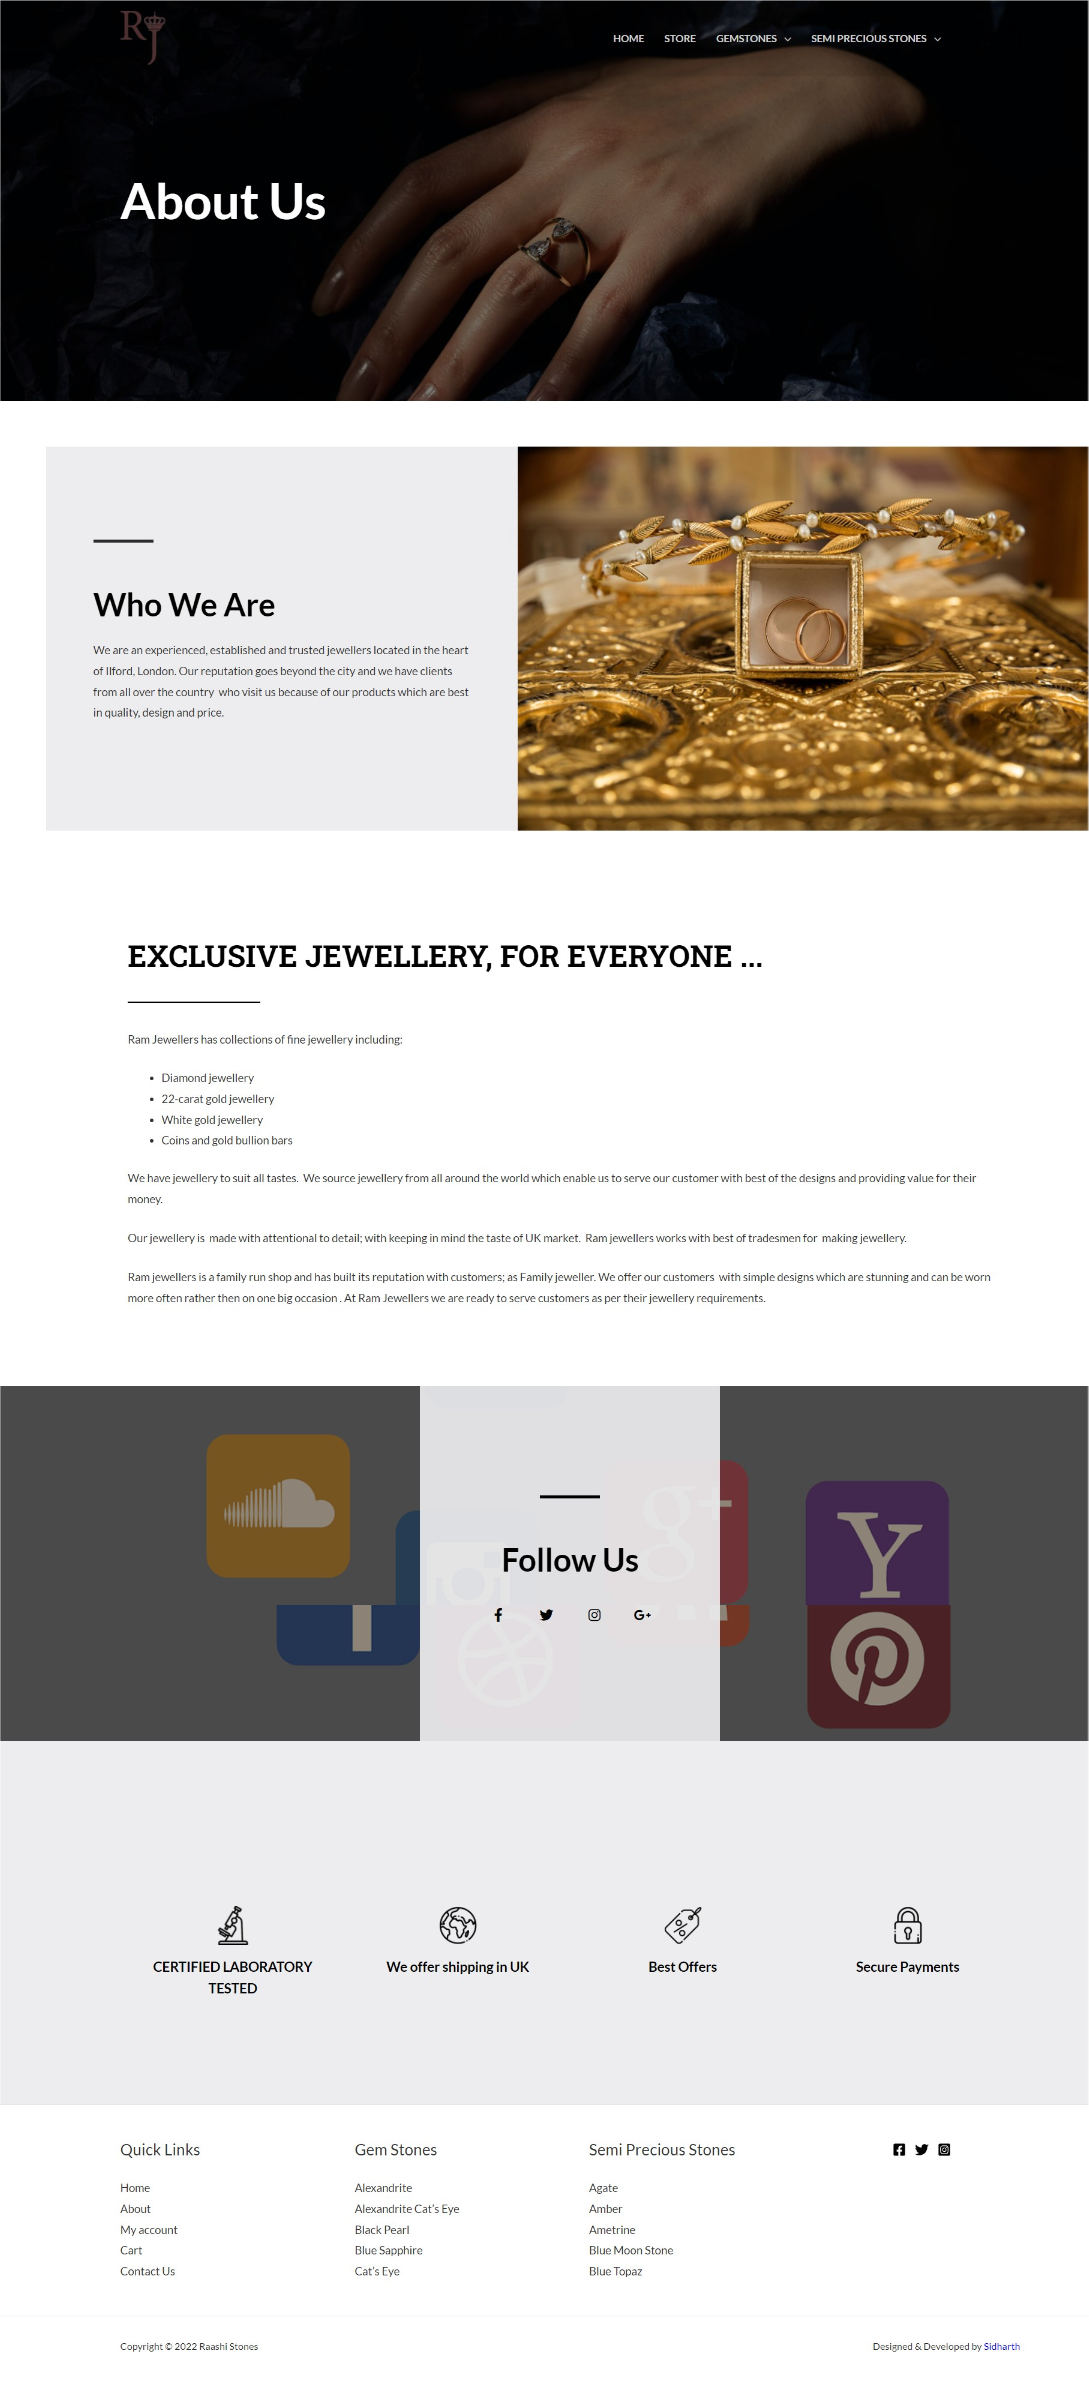 RJ
HOME STORE GEMSTONES SEMI PRECIOUS STONES
About Us
Who We Are
We are an experienced, established and trusted jewellers located in the heart
of Ilford, London. Our reputation goes beyond the city and we have clients
from all over the country who visit us because of our products which are best
in quality, design and price.
EXCLUSIVE JEWELLERY, FOR EVERYONE ...
Ram Jewellers has collections of fine jewellery including:
• Diamond jewellery
• 22-carat gold jewellery
• White gold jewellery
• Coins and gold bullion bars
We have jewellery to suit all tastes. We source jewellery from all around the world which enable us to serve our customer with best of the designs and providing value for their
money.
Our jewellery is made with attentional to detail; with keeping in mind the taste of UK market. Ram jewellers works with best of tradesmen for making jewellery.
Ram jewellers is a family run shop and has built its reputation with customers; as Family jeweller. We offer our customers with simple designs which are stunning and can be worn
more often rather then on one big occasion . At Ram Jewellers we are ready to serve customers as per their jewellery requirements.
g+
Y
Follow Us
G+
CERTIFIED LABORATORY
TESTED
We offer shipping in UK
Best Offers
Secure Payments
Quick Links
Home
About
My account
Cart
Contact Us
Gem Stones
Alexandrite
Alexandrite Cat's Eye
Black Pearl
Blue Sapphire
Cat's Eye
Semi Precious Stones
Agate
Amber
Ametrine
Blue Moon Stone
Blue Topaz
Copyright © 2022 Raashi Stones
Designed & Developed by Sidharth